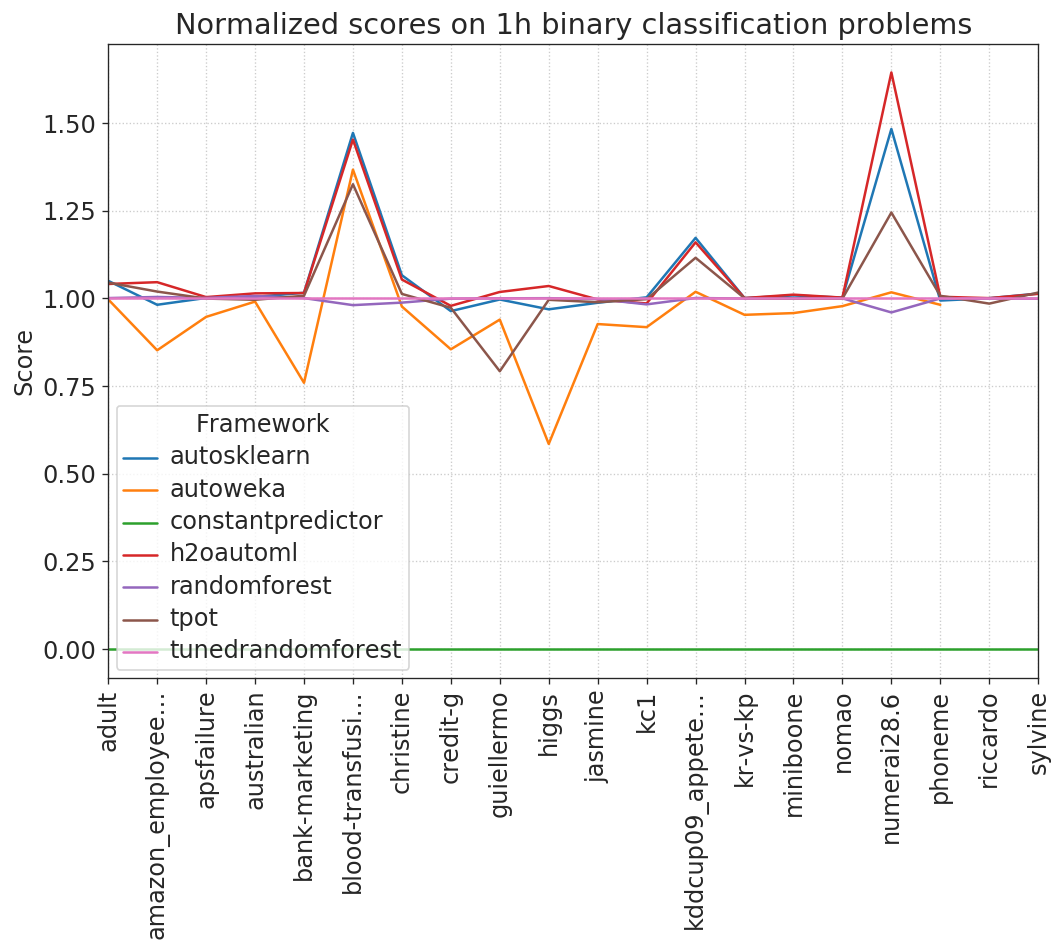 Normalized scores on 1h binary classification problems
Score
1.50
1.25
1.00
0.75
0.50
0.25
0.00
Framework
autosklearn
autoweka
constantpredictor
h2oautoml
randomforest
tpot
tunedrandomforest
adult
amazon_employee...
apsfailure
australian
bank-marketing
blood-transfusi...
christine
credit-g
guiellermo
higgs
jasmine
kc1
kddcup09_appete...
kr-vs-kp
miniboone
nomao
numerai28.6
phoneme
riccardo
sylvine